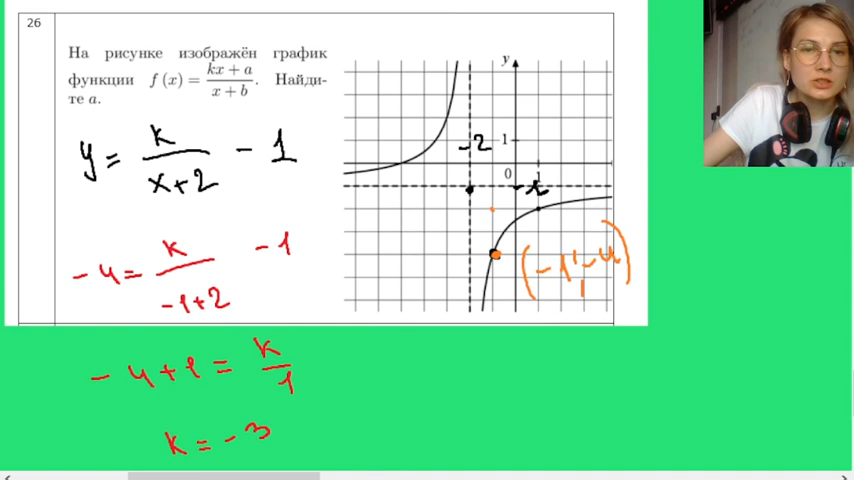 26
На рисунке изображён график
функции f (x) = (kx + a)/(x + b). Найди-
те a.
y = k/(x+2) - 1
-4 = k/(-1+2) - 1
-4+1 = k/1
k = -3
y
1
-2
0
1
-1
(-1; -4)